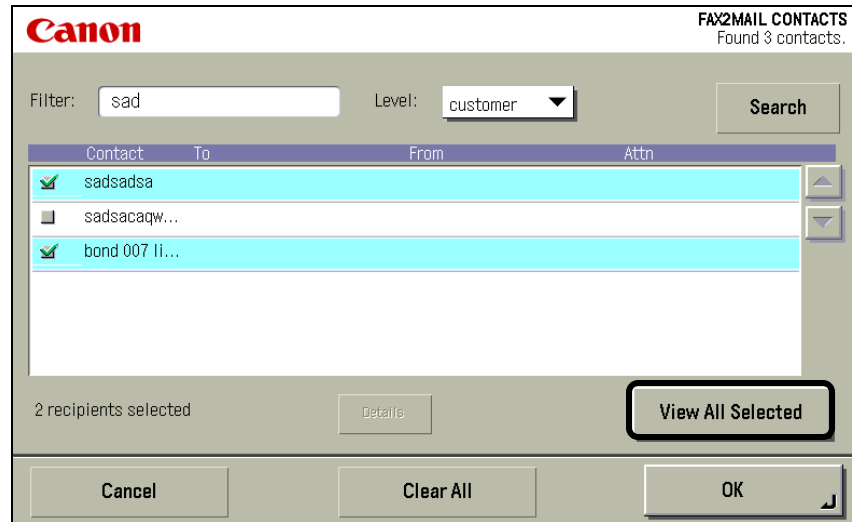 Canon
FAX2MAIL CONTACTS
Found 3 contacts.
Filter: sad Level: customer Search
Contact To From Attn
sadsadsa
sadsacaqw...
bond 007 li...
2 recipients selected Details View All Selected
Cancel Clear All OK